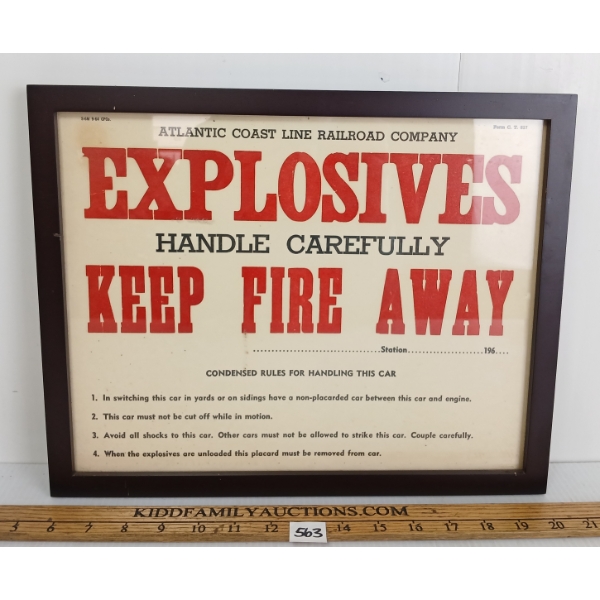 ATLANTIC COAST LINE RAILROAD COMPANY
EXPLOSIVES
HANDLE CAREFULLY
KEEP FIRE AWAY
................................Station....................196....
CONDENSED RULES FOR HANDLING THIS CAR
1. In switching this car in yards or on sidings have a non-placarded car between this car and engine.
2. This car must not be cut off while in motion.
3. Avoid all shocks to this car. Other cars must not be allowed to strike this car. Couple carefully.
4. When the explosives are unloaded this placard must be removed from car.
KIDDFAMILYAUCTIONS.COM
5 6 7 8 9 10 11 12 563 14 15 16 17 18 19 20 21